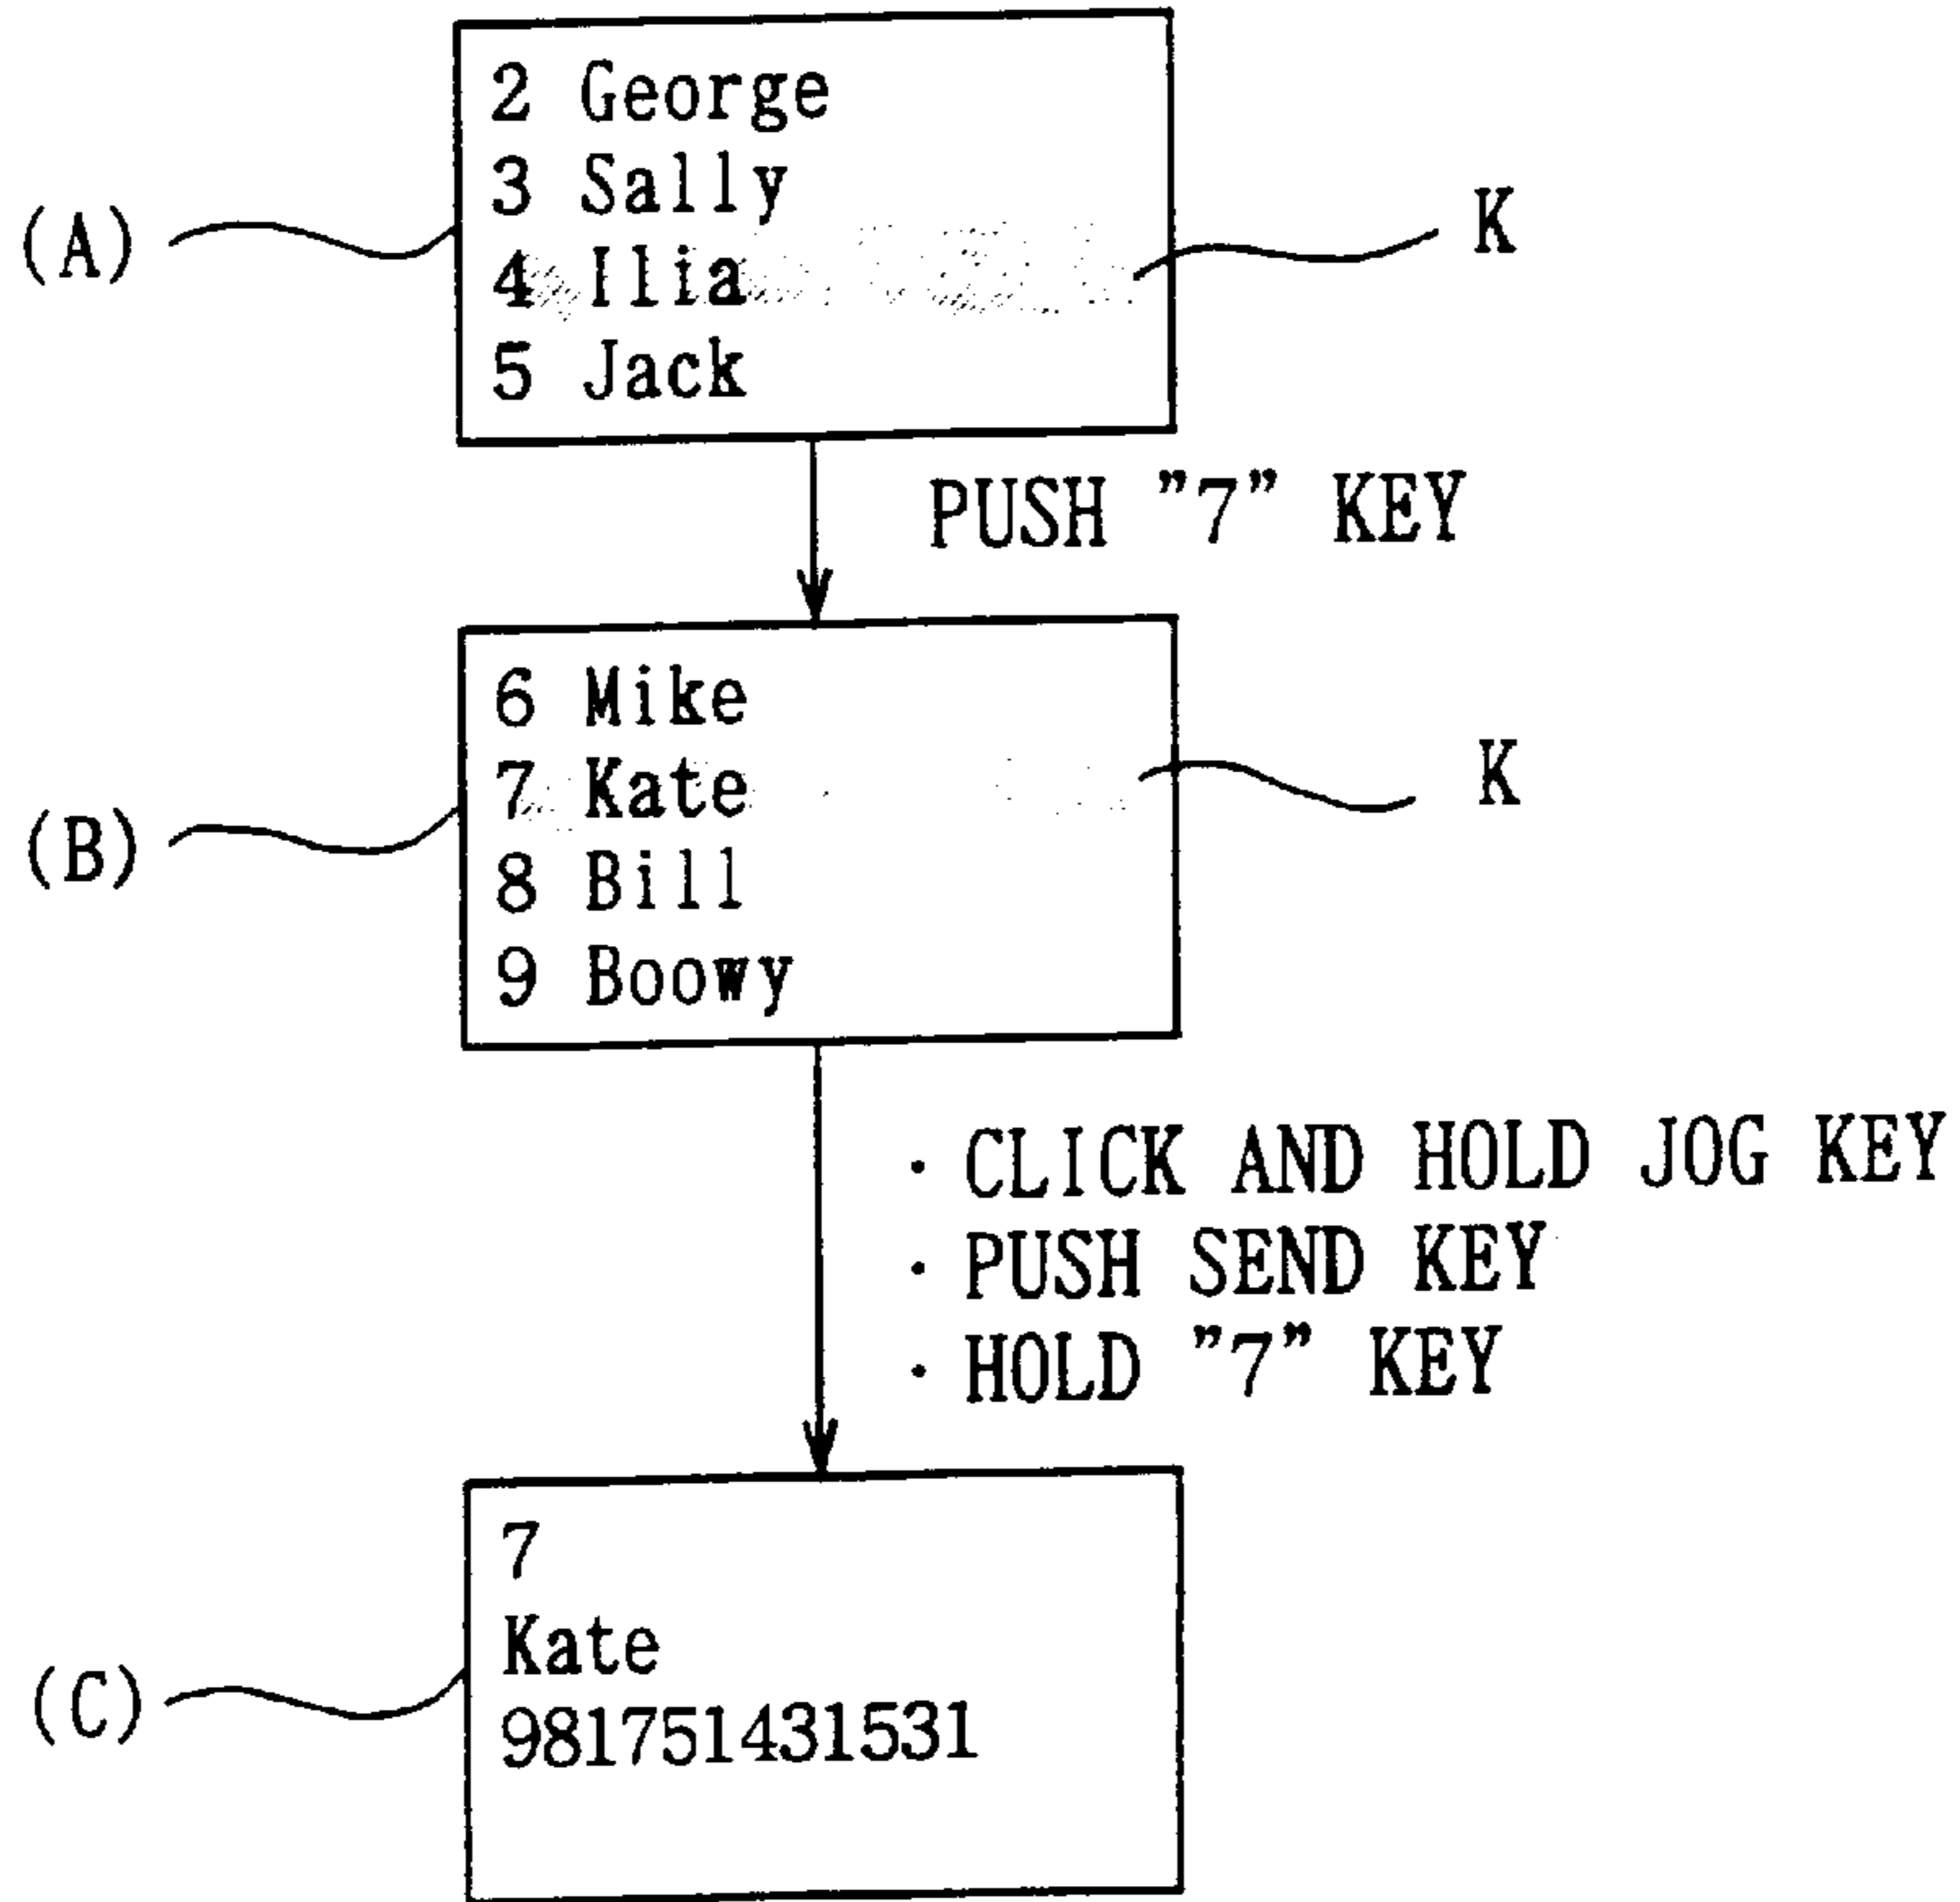 2 George
3 Sally
(A)
K
4 Ilia
5 Jack
PUSH "7" KEY
6 Mike
7 Kate
K
(B)
8 Bill
9 Boowy
· CLICK AND HOLD JOG KEY
· PUSH SEND KEY
· HOLD "7" KEY
7
Kate
(C)
981751431531